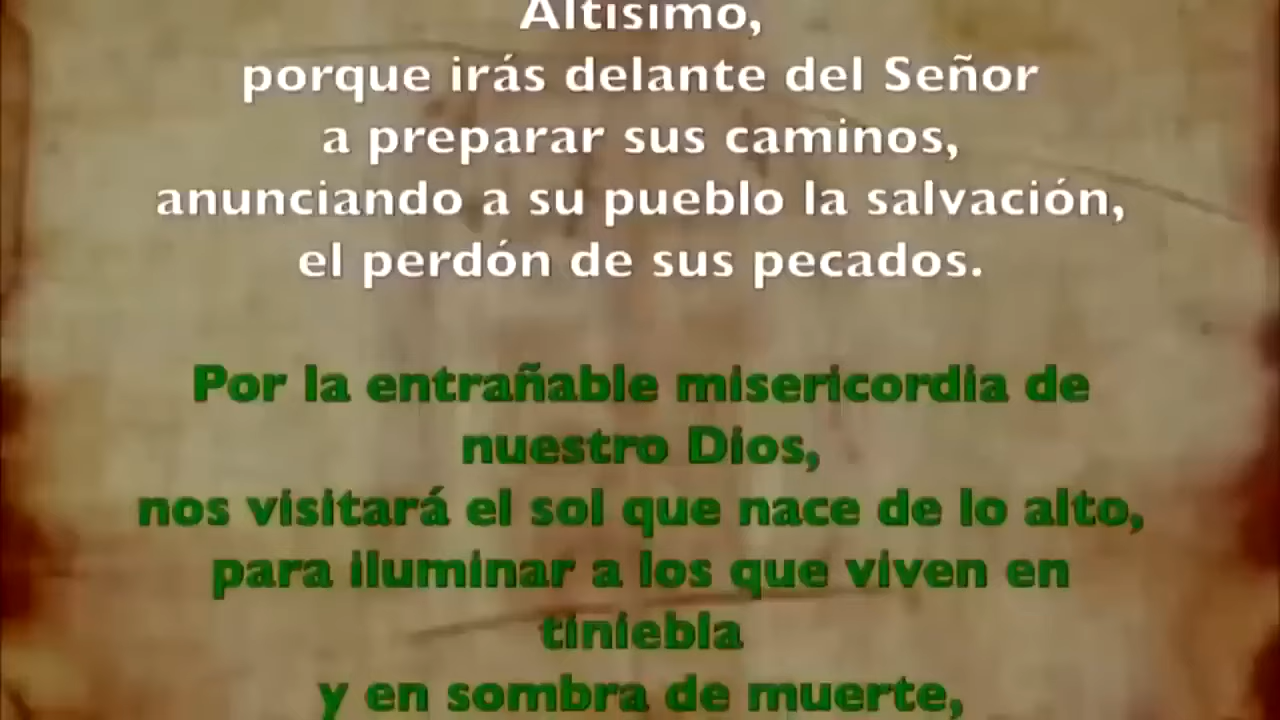 Altísimo,
porque irás delante del Señor
a preparar sus caminos,
anunciando a su pueblo la salvación,
el perdón de sus pecados.
Por la entrañable misericordia de
nuestro Dios,
nos visitará el sol que nace de lo alto,
para iluminar a los que viven en
tiniebla
y en sombra de muerte,